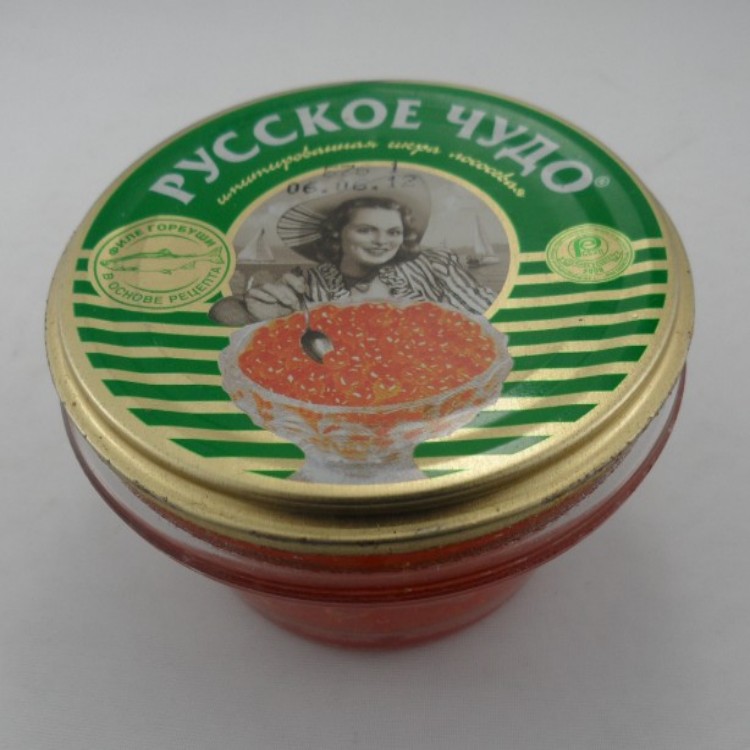 РУССКОЕ ЧУДО®
имитированная икра лососевая
06.06.12
ФИЛЕ ГОРБУШИ
В ОСНОВЕ РЕЦЕПТА